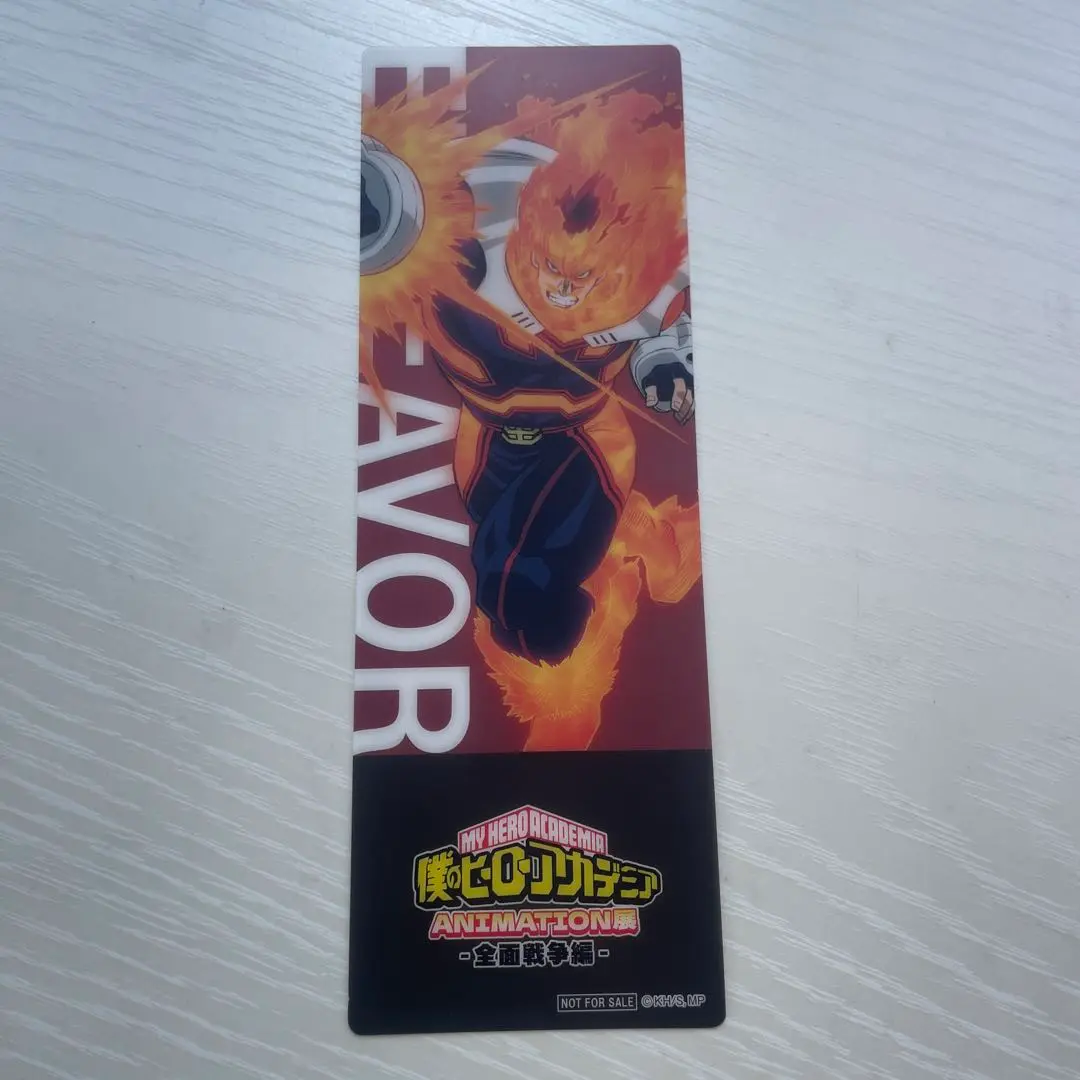 ENDEAVOR
MY HERO ACADEMIA
僕のヒーローアカデミア
ANIMATION展
-全面戦争編-
NOT FOR SALE ©KH/S, MP